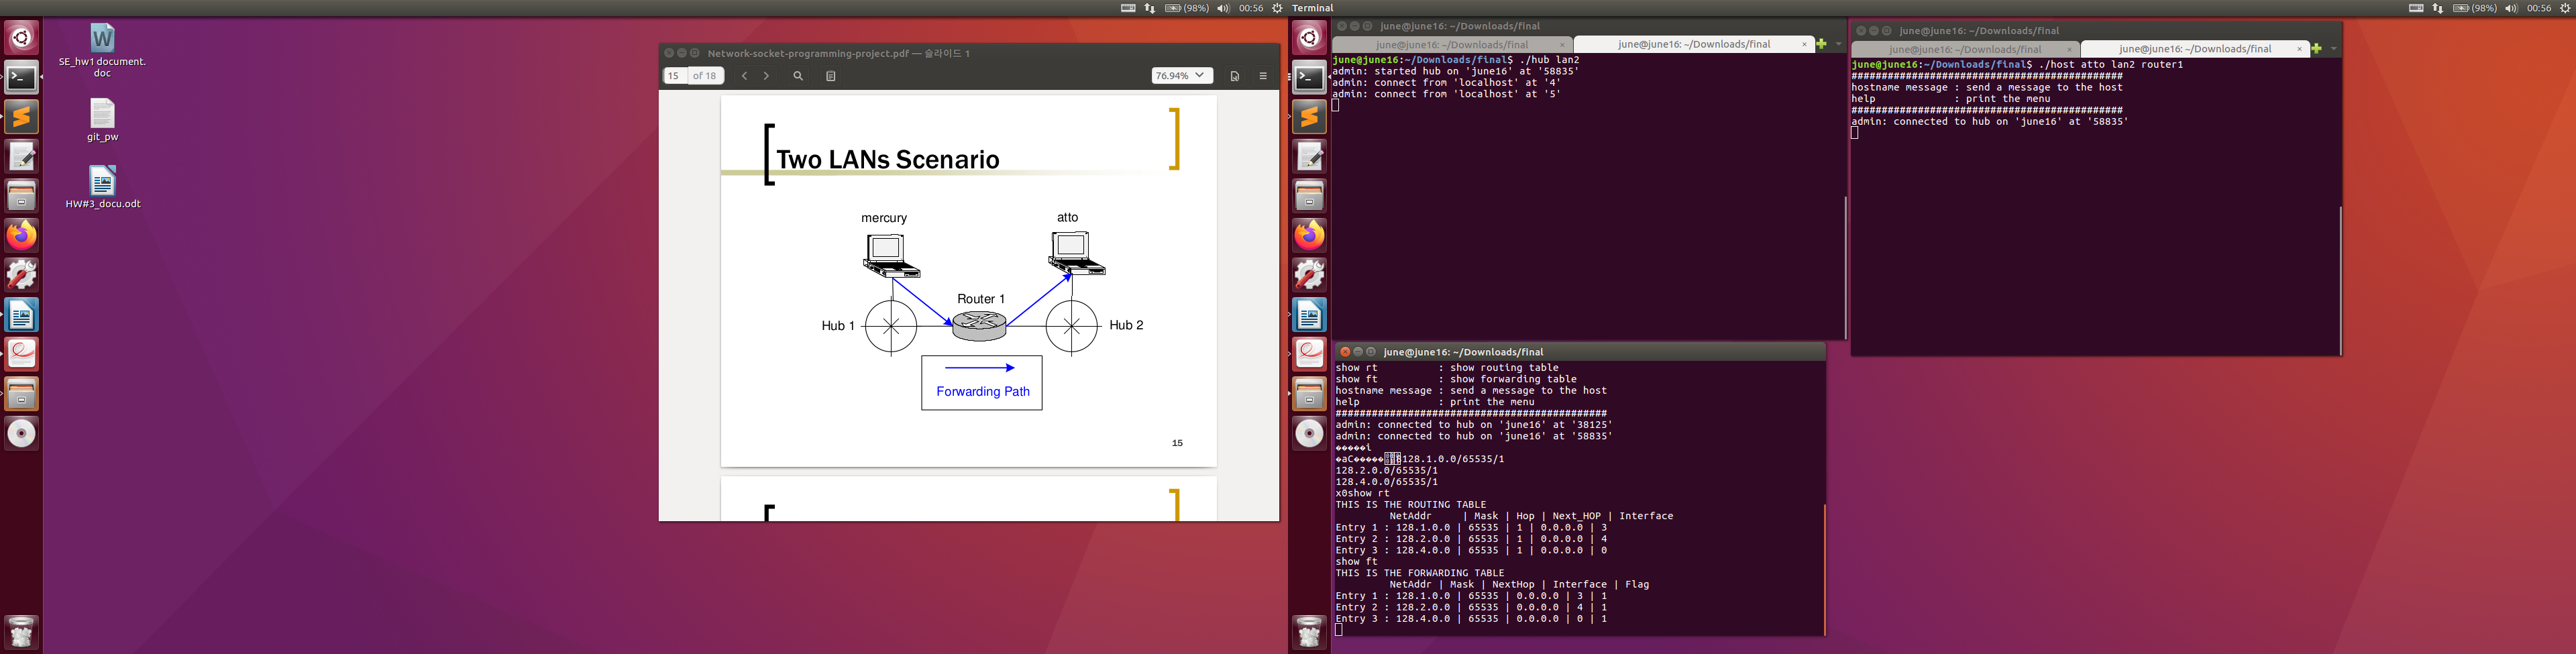 (98%)
00:56
SE_hw1 document.
doc
git_pw
HW#3_docu.odt
Network-socket-programming-project.pdf — 슬라이드 1
15 of 18
76.94%
Two LANs Scenario
mercury
atto
Router 1
Hub 1
Hub 2
Forwarding Path
15
Terminal
(98%)
00:56
june@june16: ~/Downloads/final
june@june16: ~/Downloads/final
june@june16: ~/Downloads/final
june@june16:~/Downloads/final$ ./hub lan2
admin: started hub on 'june16' at '58835'
admin: connect from 'localhost' at '4'
admin: connect from 'localhost' at '5'
june@june16: ~/Downloads/final
june@june16: ~/Downloads/final
june@june16: ~/Downloads/final
june@june16:~/Downloads/final$ ./host atto lan2 router1
#############################################
hostname message : send a message to the host
help             : print the menu
#############################################
admin: connected to hub on 'june16' at '58835'
june@june16: ~/Downloads/final
show rt          : show routing table
show ft          : show forwarding table
hostname message : send a message to the host
help             : print the menu
#############################################
admin: connected to hub on 'june16' at '38125'
admin: connected to hub on 'june16' at '58835'
�����i
�aC�����128.1.0.0/65535/1
128.2.0.0/65535/1
128.4.0.0/65535/1
x0show rt
THIS IS THE ROUTING TABLE
NetAddr     | Mask | Hop | Next_HOP | Interface
Entry 1 : 128.1.0.0 | 65535 | 1 | 0.0.0.0 | 3
Entry 2 : 128.2.0.0 | 65535 | 1 | 0.0.0.0 | 4
Entry 3 : 128.4.0.0 | 65535 | 1 | 0.0.0.0 | 0
show ft
THIS IS THE FORWARDING TABLE
NetAddr | Mask | NextHop | Interface | Flag
Entry 1 : 128.1.0.0 | 65535 | 0.0.0.0 | 3 | 1
Entry 2 : 128.2.0.0 | 65535 | 0.0.0.0 | 4 | 1
Entry 3 : 128.4.0.0 | 65535 | 0.0.0.0 | 0 | 1